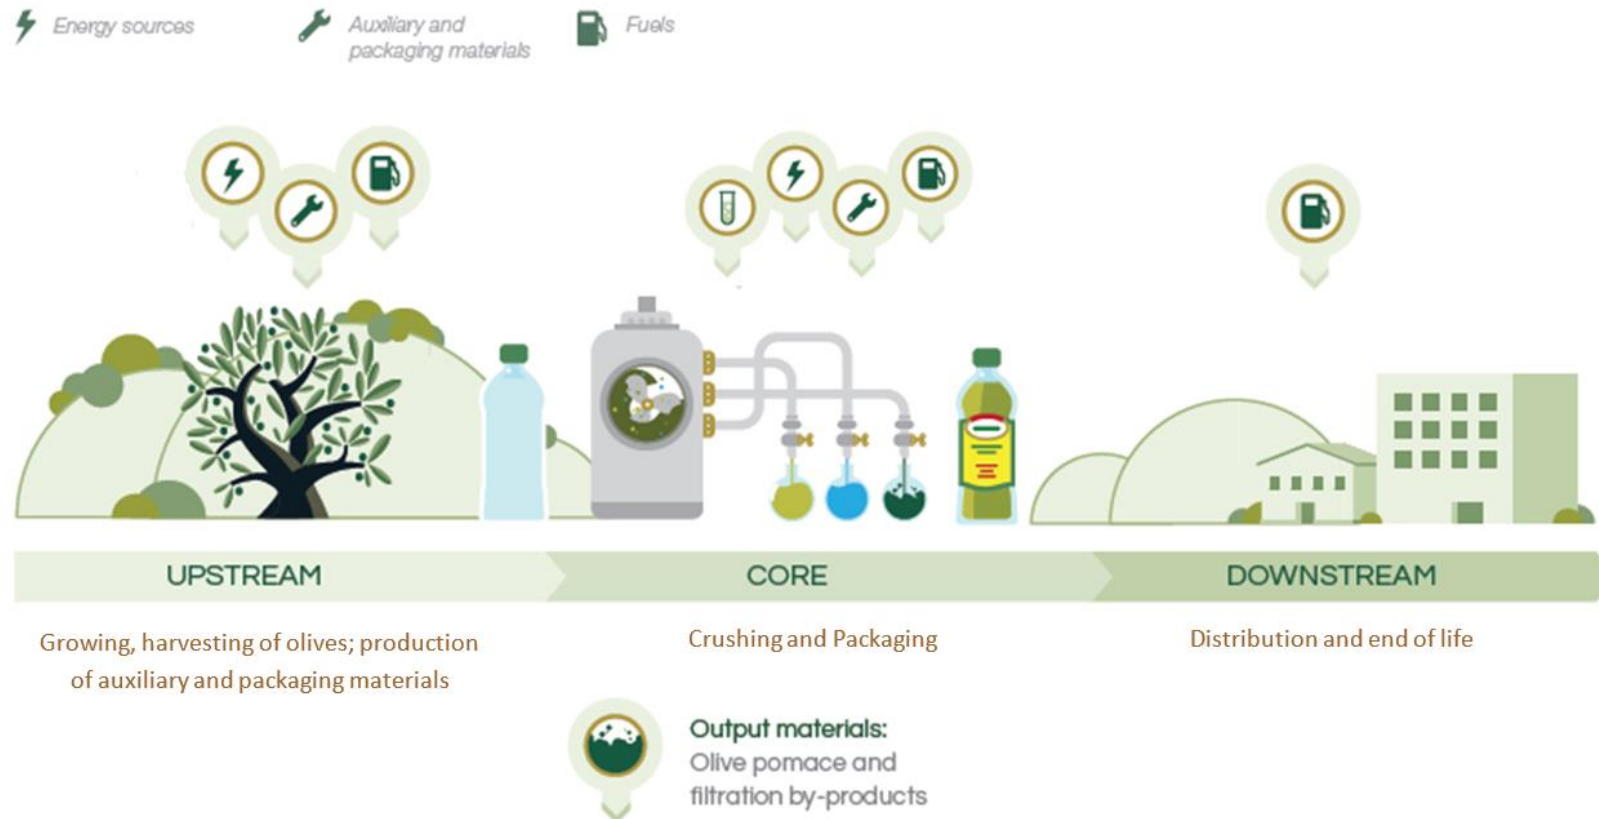 Energy sources
Auxiliary and
packaging materials
Fuels
UPSTREAM
CORE
DOWNSTREAM
Growing, harvesting of olives; production
of auxiliary and packaging materials
Crushing and Packaging
Distribution and end of life
Output materials:
Olive pomace and
filtration by-products